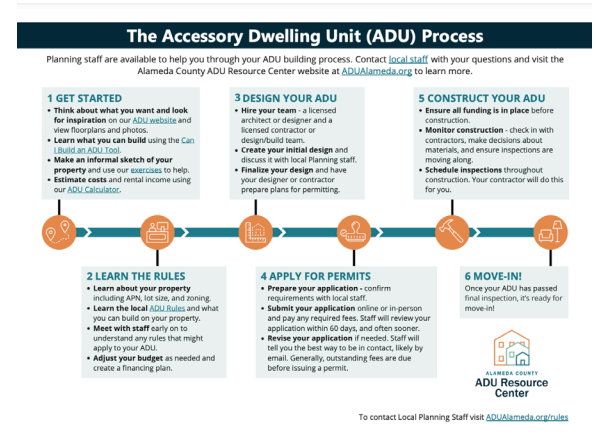 The Accessory Dwelling Unit (ADU) Process
Planning staff are available to help you through your ADU building process. Contact local staff with your questions and visit the
Alameda County ADU Resource Center website at ADUAlameda.org to learn more.
1 GET STARTED
• Think about what you want and look
for inspiration on our ADU website and
view floorplans and photos.
• Learn what you can build using the Can
I Build an ADU Tool.
• Make an informal sketch of your
property and use our exercises to help.
• Estimate costs and rental income using
our ADU Calculator.
3 DESIGN YOUR ADU
• Hire your team - a licensed
architect or designer and a
licensed contractor or
design/build team.
• Create your initial design and
discuss it with local Planning staff.
• Finalize your design and have
your designer or contractor
prepare plans for permitting.
5 CONSTRUCT YOUR ADU
• Ensure all funding is in place before
construction.
• Monitor construction - check in with
contractors, make decisions about
materials, and ensure inspections are
moving along.
• Schedule inspections throughout
construction. Your contractor will do this
for you.
2 LEARN THE RULES
• Learn about your property
including APN, lot size, and zoning.
• Learn the local ADU Rules and what
you can build on your property.
• Meet with staff early on to
understand any rules that might
apply to your ADU.
• Adjust your budget as needed and
create a financing plan.
4 APPLY FOR PERMITS
• Prepare your application - confirm
requirements with local staff.
• Submit your application online or in-person
and pay any required fees. Staff will review your
application within 60 days, and often sooner.
• Revise your application if needed. Staff will
tell you the best way to be in contact, likely by
email. Generally, outstanding fees are due
before issuing a permit.
6 MOVE-IN!
Once your ADU has passed
final inspection, it's ready for
move-in!
ALAMEDA COUNTY
ADU Resource
Center
To contact Local Planning Staff visit ADUAlameda.org/rules